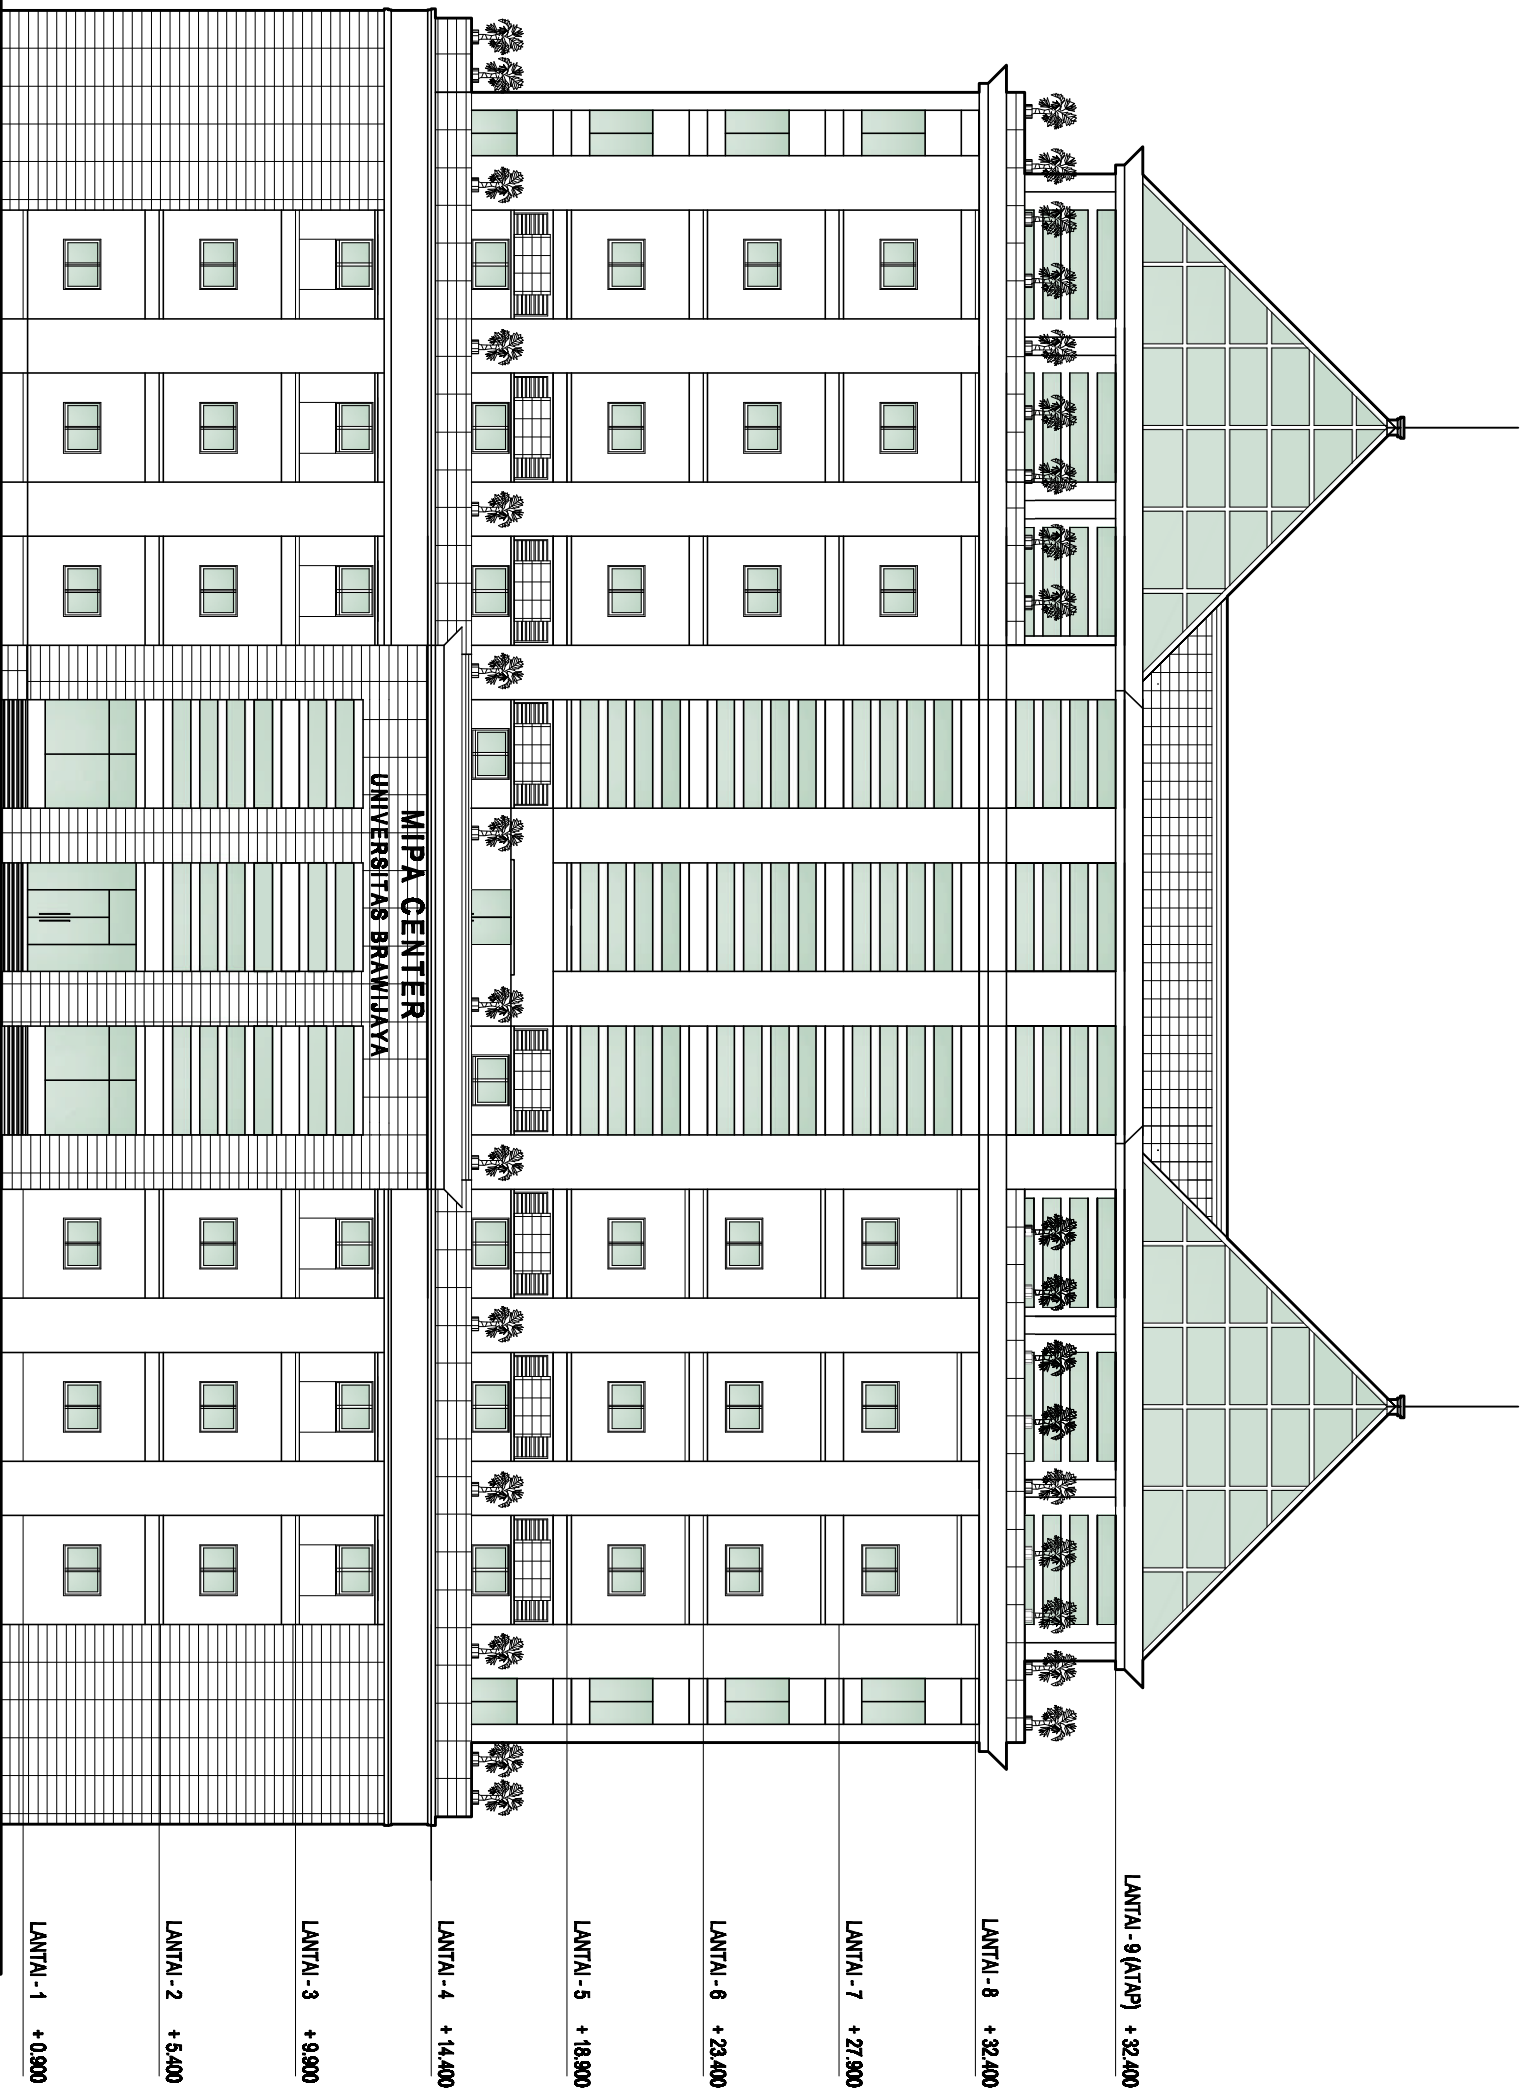 LANTAI - 9 (ATAP) + 32.400
LANTAI - 8 + 32.400
LANTAI - 7 + 27.900
LANTAI - 6 + 23.400
LANTAI - 5 + 18.900
LANTAI - 4 + 14.400
MIPA CENTER
UNIVERSITAS BRAWIJAYA
LANTAI - 3 + 9.900
LANTAI - 2 + 5.400
LANTAI - 1 + 0.900